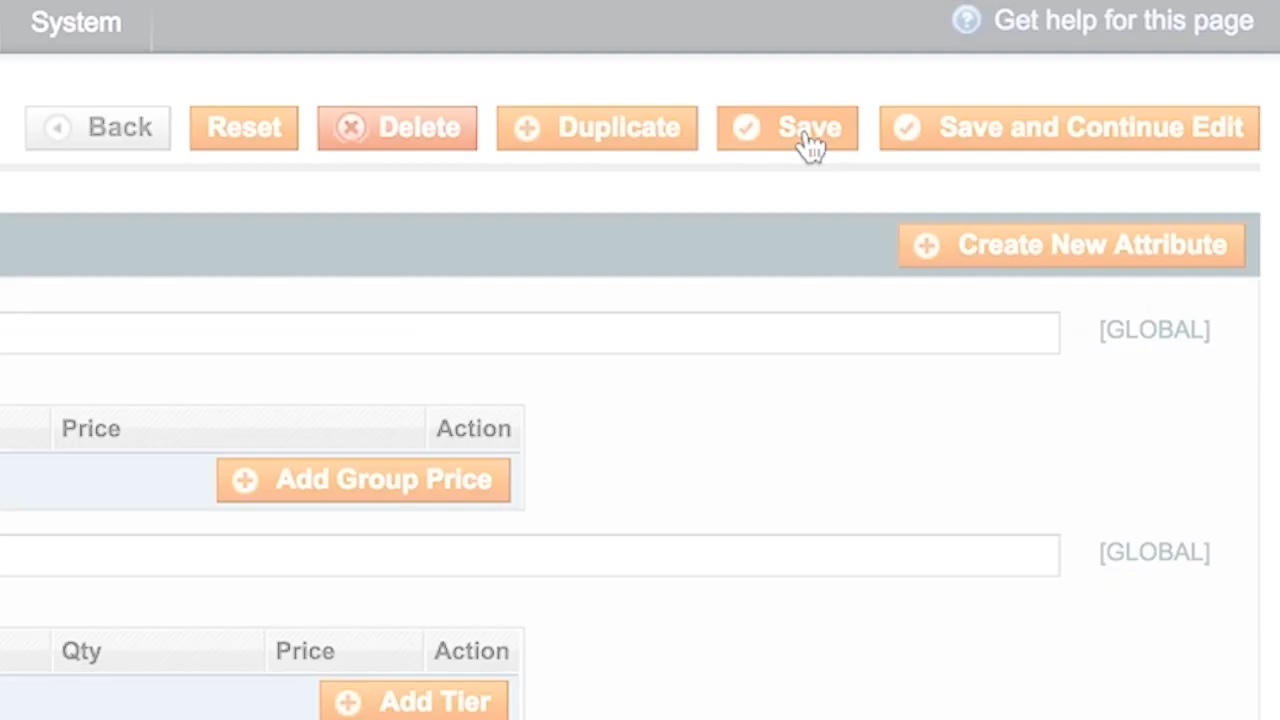 System
Get help for this page
Back Reset Delete Duplicate Save Save and Continue Edit
Create New Attribute
[GLOBAL]
Price Action
Add Group Price
[GLOBAL]
Qty Price Action
Add Tier